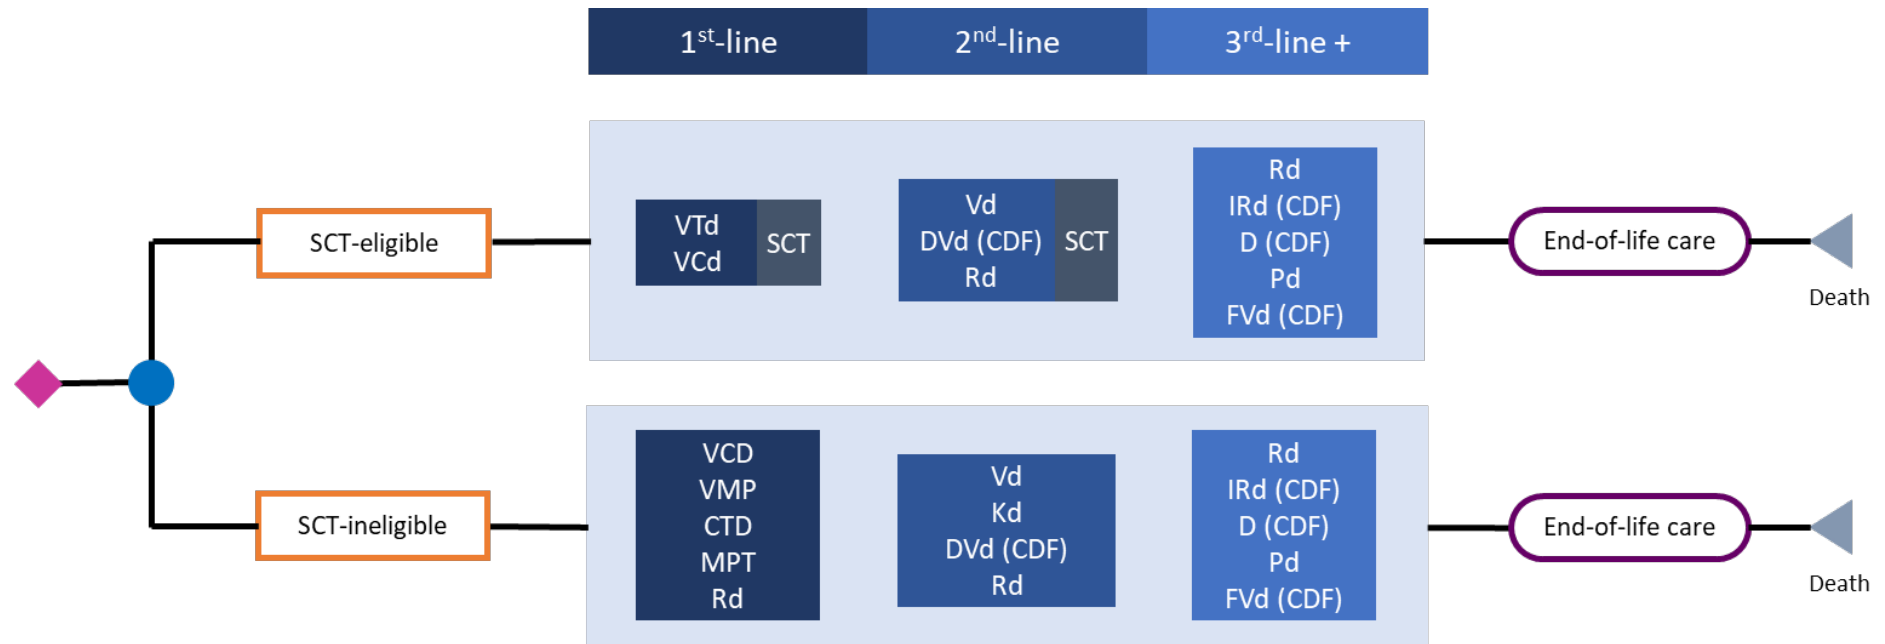 1st-line
2nd-line
3rd-line +
SCT-eligible
VTd
VCd
SCT
Vd
DVd (CDF)
Rd
SCT
Rd
IRd (CDF)
D (CDF)
Pd
FVd (CDF)
End-of-life care
Death
SCT-ineligible
VCD
VMP
CTD
MPT
Rd
Vd
Kd
DVd (CDF)
Rd
Rd
IRd (CDF)
D (CDF)
Pd
FVd (CDF)
End-of-life care
Death